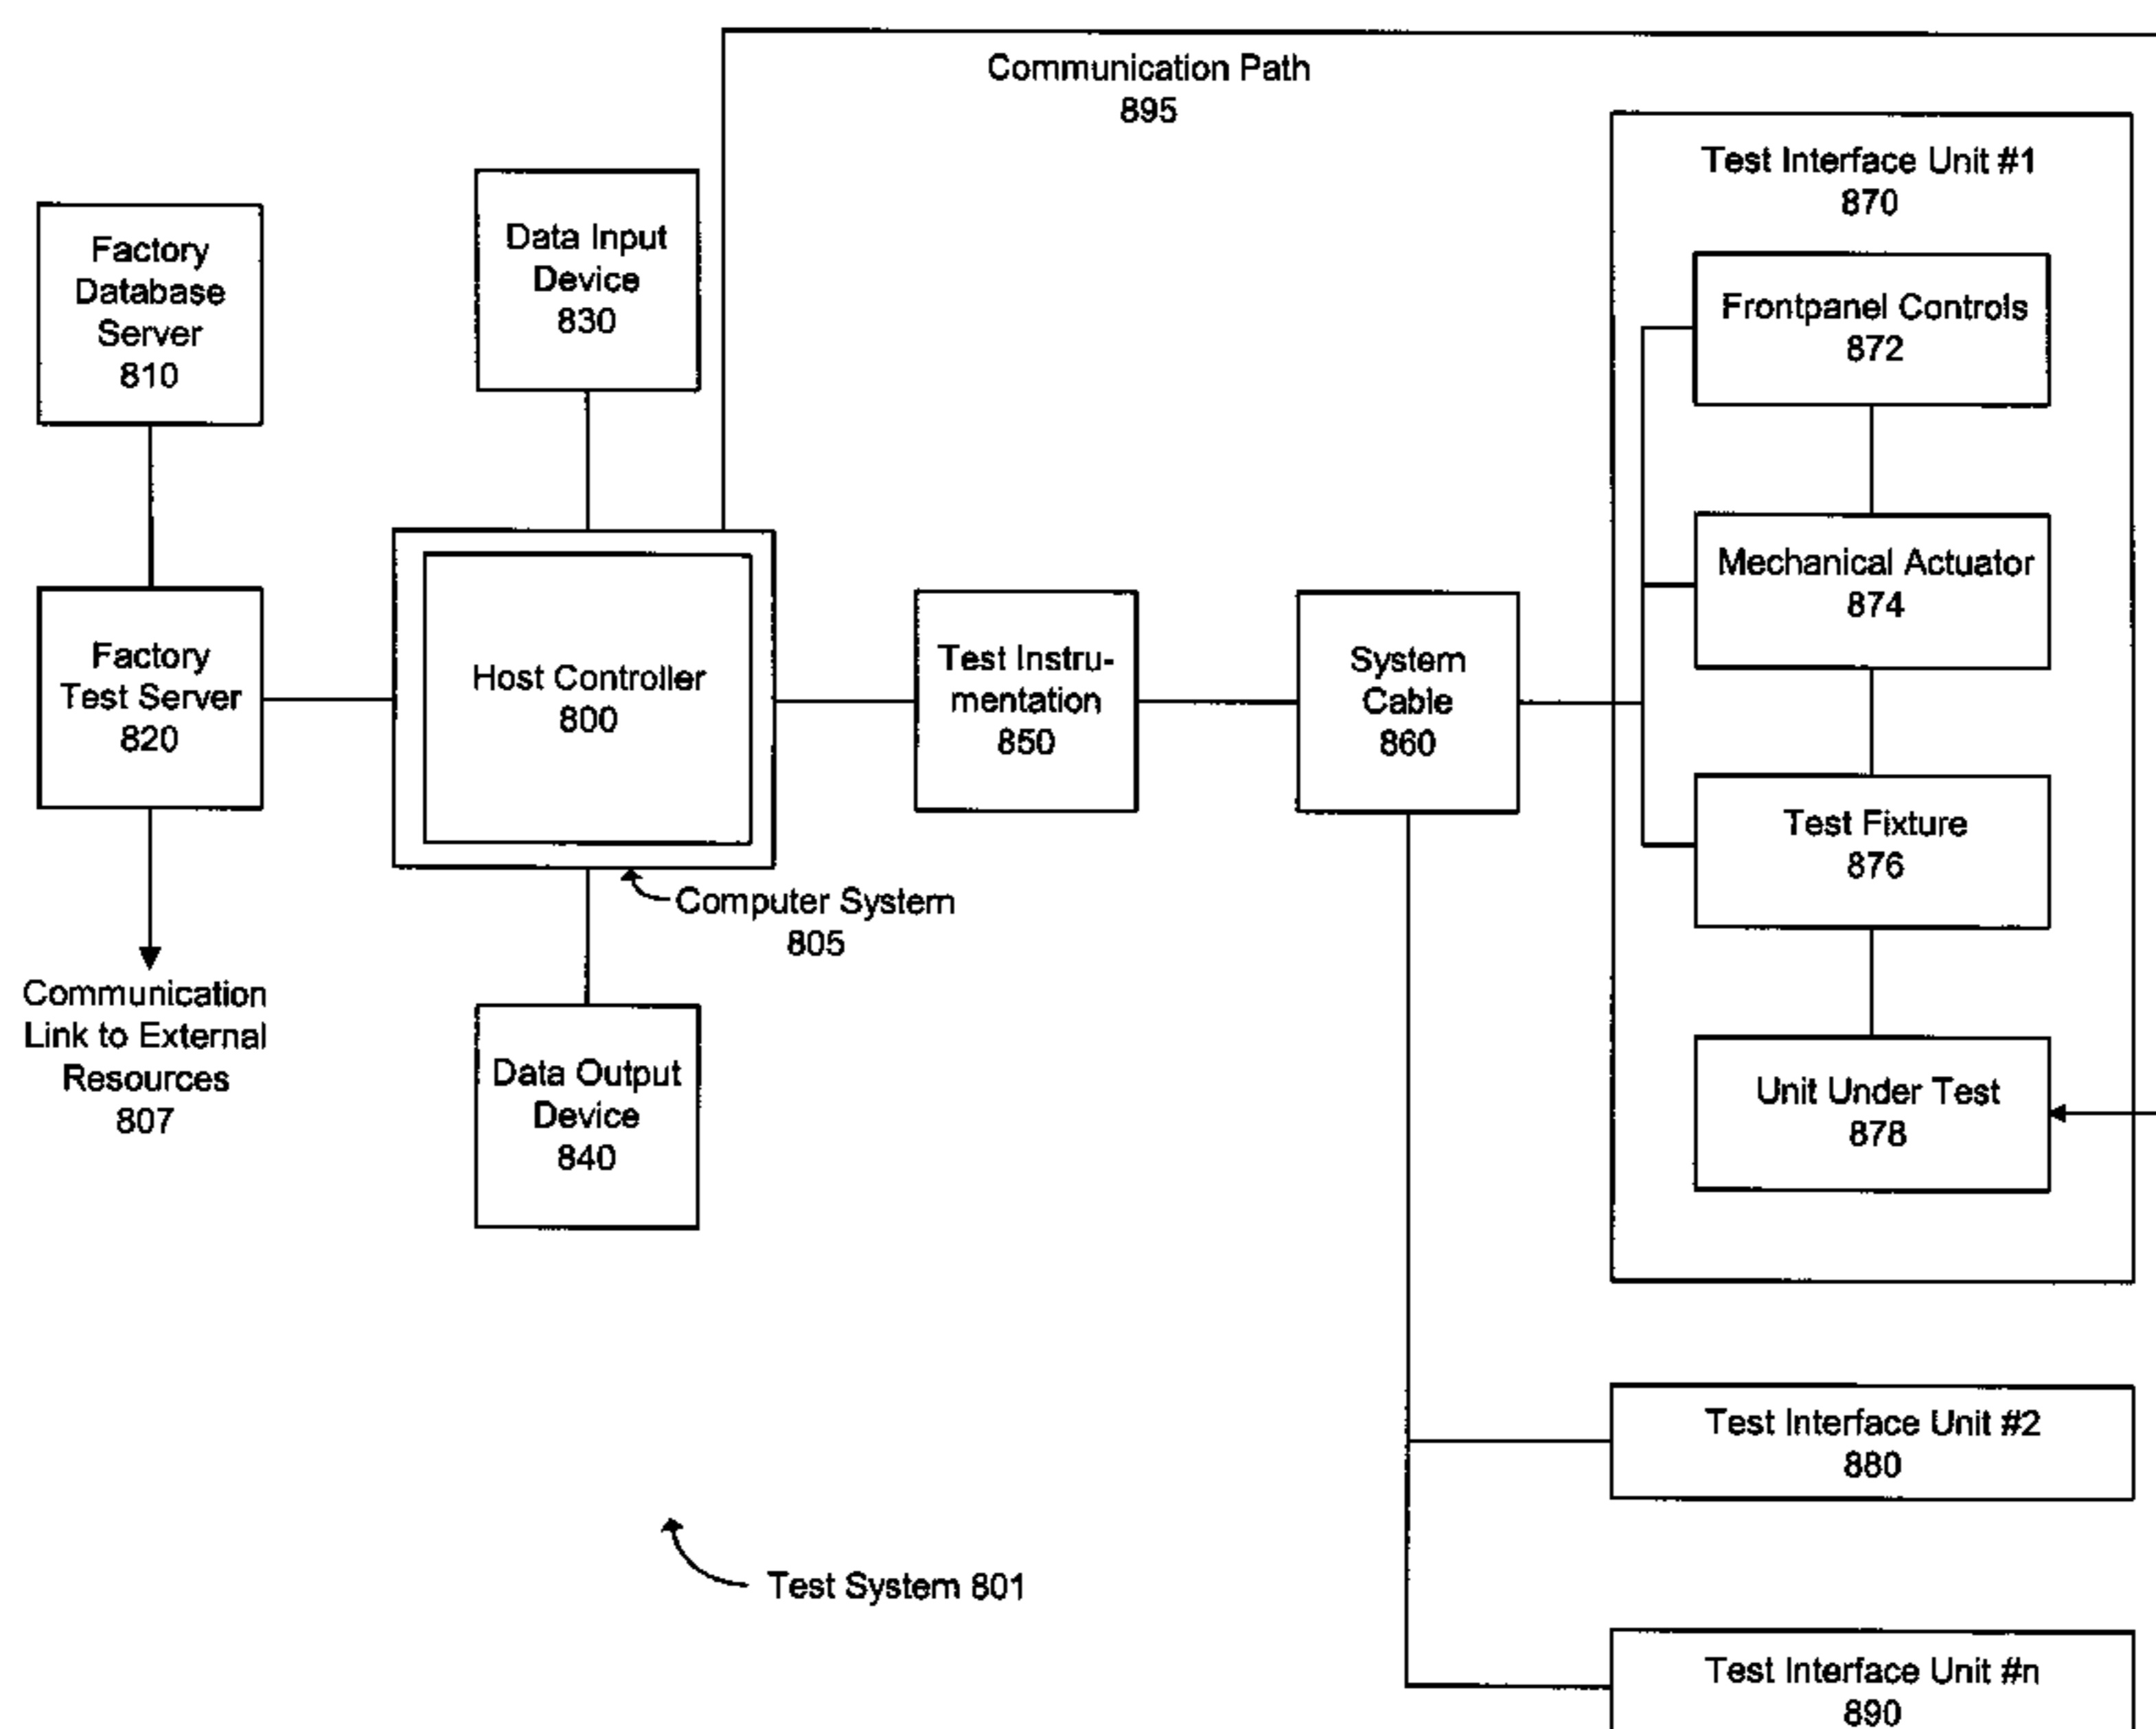 Communication Path
895
Test Interface Unit #1
870
Factory
Database
Server
810
Data Input
Device
830
Frontpanel Controls
872
Mechanical Actuator
874
Factory
Test Server
820
Host Controller
800
Test Instru-
mentation
850
System
Cable
860
Test Fixture
876
Computer System
805
Communication
Link to External
Resources
807
Data Output
Device
840
Unit Under Test
878
Test Interface Unit #2
880
Test System 801
Test Interface Unit #n
890